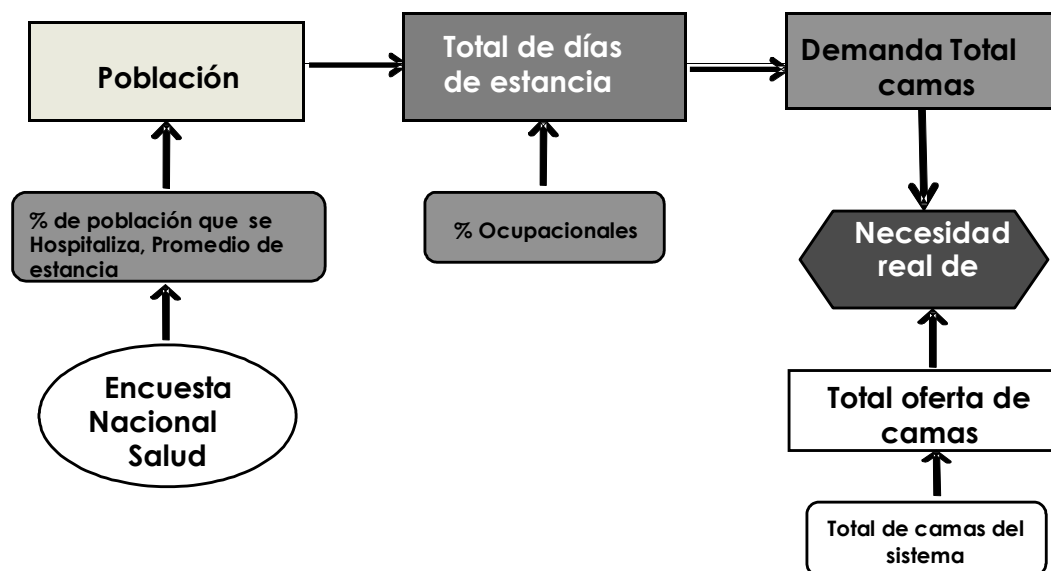 Población
Total de días
de estancia
Demanda Total
camas
% de población que se
Hospitaliza, Promedio de
estancia
% Ocupacionales
Necesidad
real de
Encuesta
Nacional
Salud
Total oferta de
camas
Total de camas del
sistema